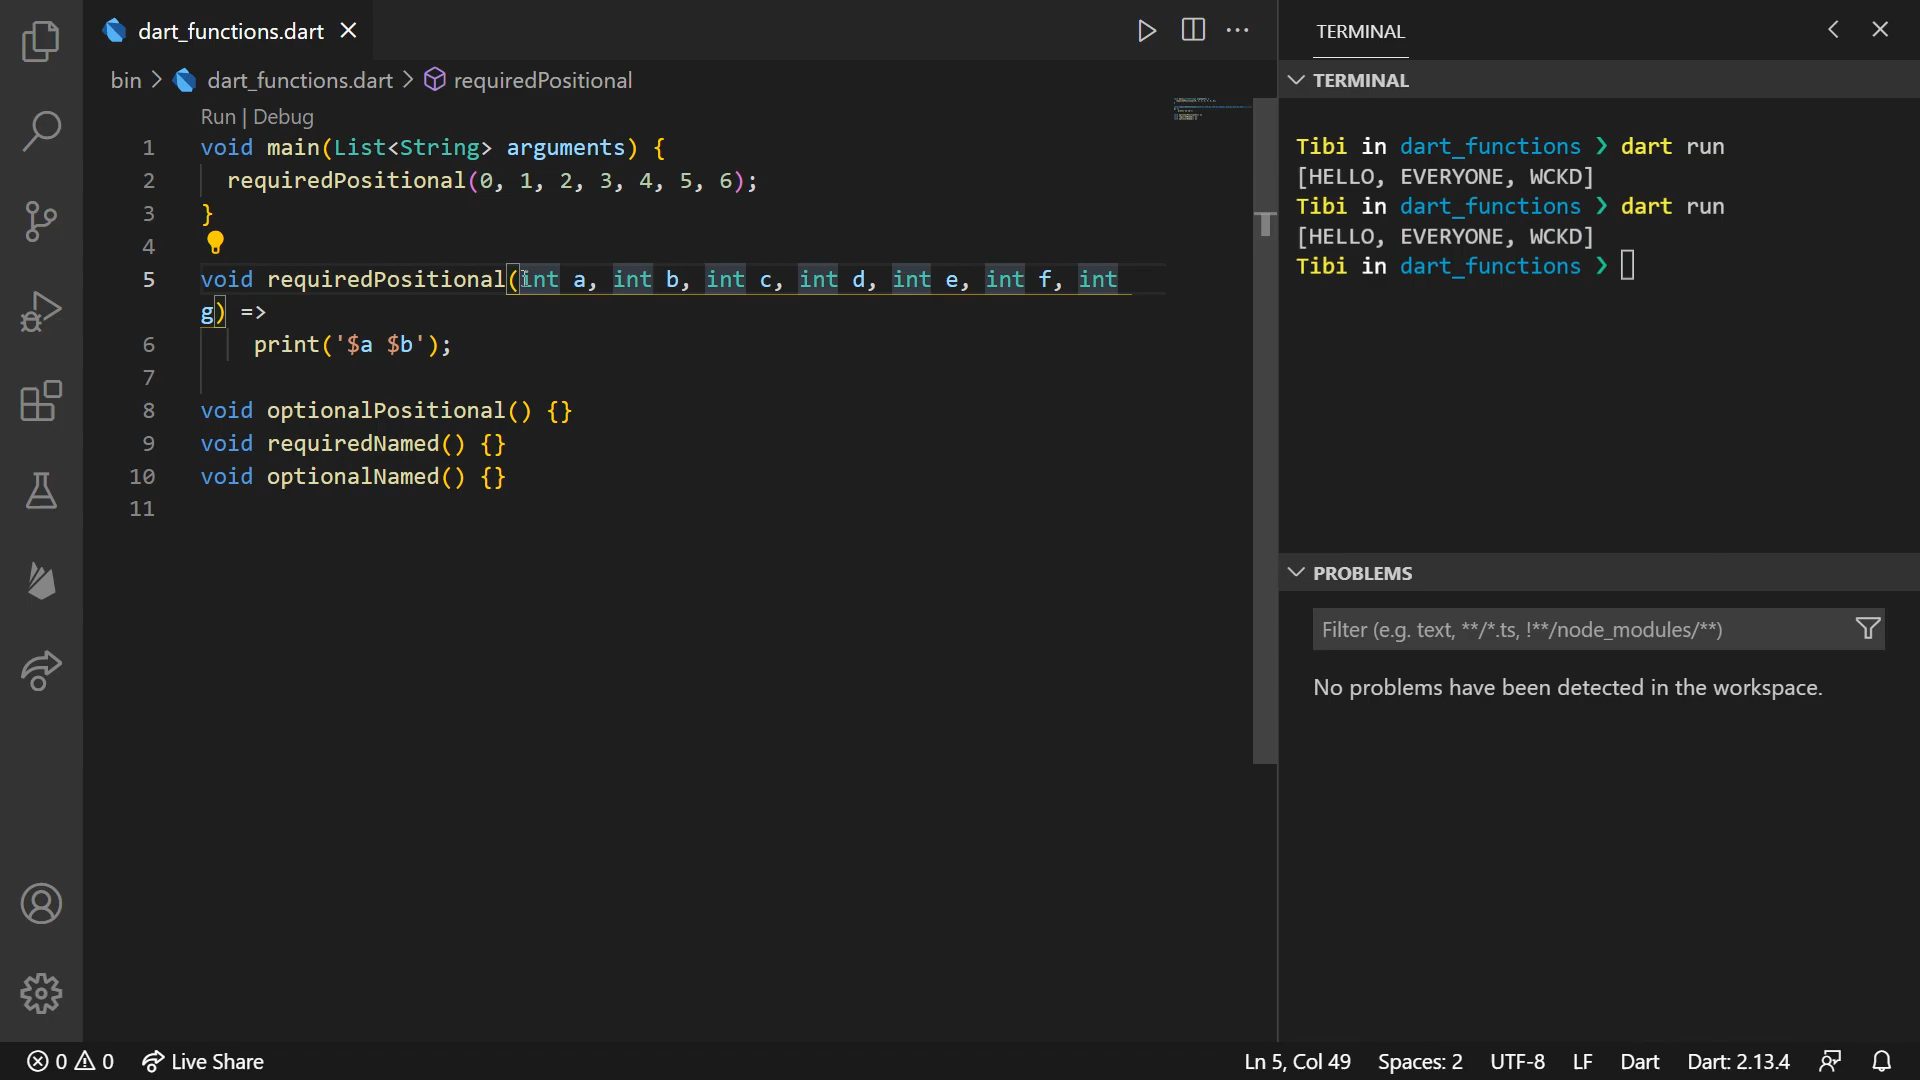 dart_functions.dart
bin > dart_functions.dart > requiredPositional
Run | Debug
1 void main(List<String> arguments) {
2 requiredPositional(0, 1, 2, 3, 4, 5, 6);
3 }
4
5 void requiredPositional(int a, int b, int c, int d, int e, int f, int
g) =>
6 print('$a $b');
7
8 void optionalPositional() {}
9 void requiredNamed() {}
10 void optionalNamed() {}
11
TERMINAL
TERMINAL
Tibi in dart_functions ❯ dart run
[HELLO, EVERYONE, WCKD]
Tibi in dart_functions ❯ dart run
[HELLO, EVERYONE, WCKD]
Tibi in dart_functions ❯
PROBLEMS
Filter (e.g. text, **/*.ts, !**/node_modules/**)
No problems have been detected in the workspace.
0 0 Live Share Ln 5, Col 49 Spaces: 2 UTF-8 LF Dart Dart: 2.13.4